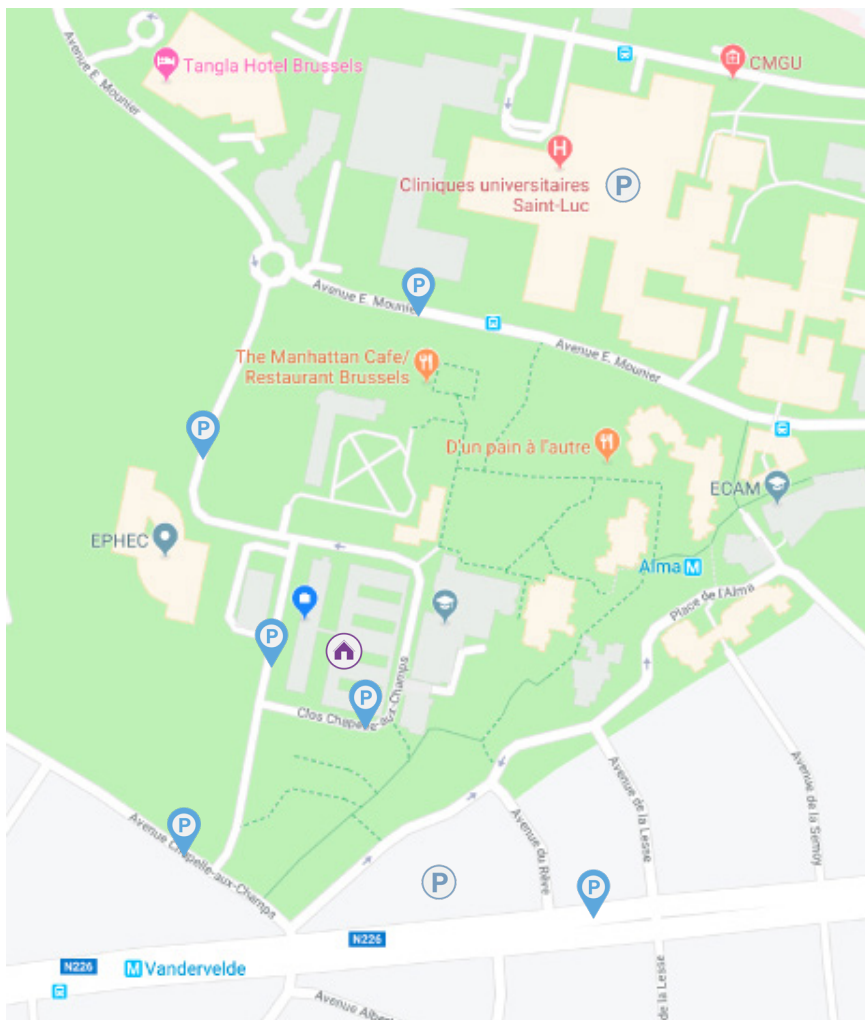 Avenue E. Mounier
Tangla Hotel Brussels
CMGU
H
Cliniques universitaires
Saint-Luc
P
P
Avenue E. Mounier
Avenue E. Mounier
The Manhattan Cafe/
Restaurant Brussels
P
D'un pain à l'autre
ECAM
EPHEC
Alma M
Place de l'Alma
P
P
Clos Chapelle-aux-Champs
Avenue de la Lesse
Avenue de la Semoy
P
Avenue Chapelle-aux-Champs
Avenue du Rêve
P
P
N226
N226
M Vandervelde
de la Lesse
Avenue Albert